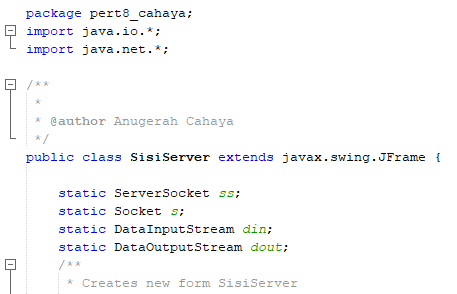 package pert8_cahaya;
import java.io.*;
import java.net.*;
/**
*
* @author Anugerah Cahaya
*/
public class SisiServer extends javax.swing.JFrame {
static ServerSocket ss;
static Socket s;
static DataInputStream din;
static DataOutputStream dout;
/**
* Creates new form SisiServer